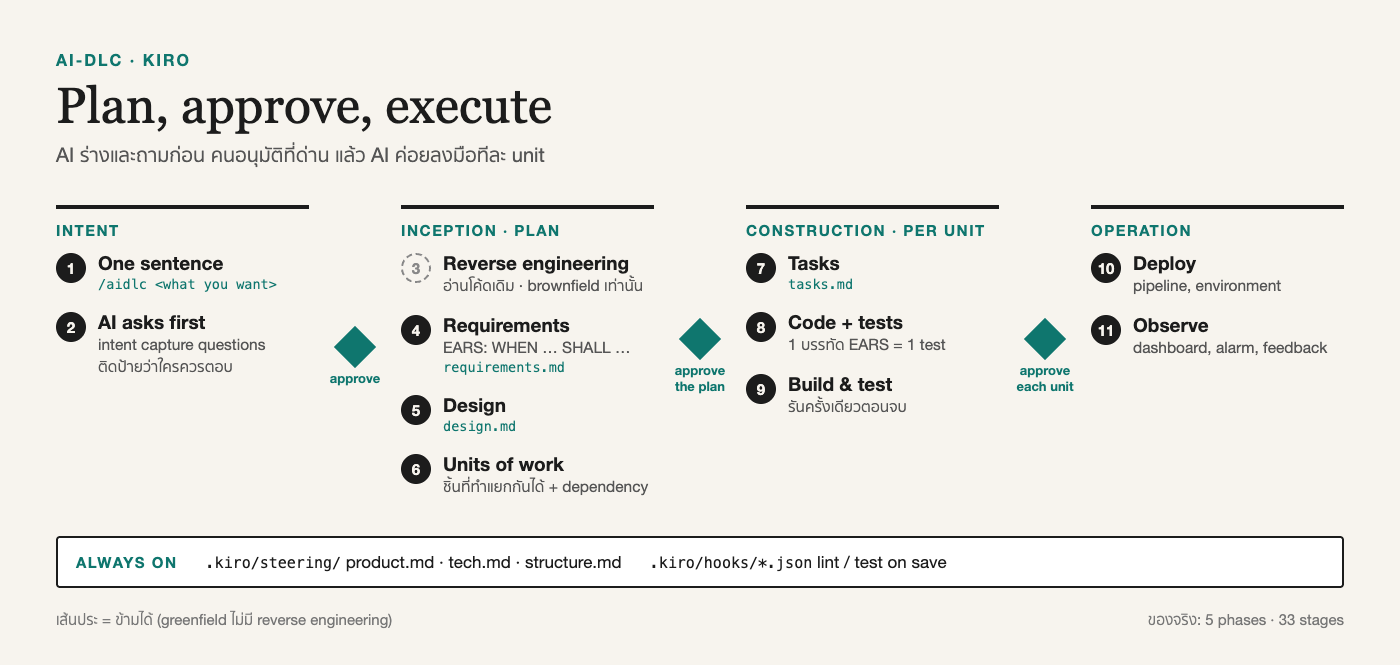 AI-DLC · KIRO
Plan, approve, execute
AI ร่างและถามก่อน คนอนุมัติที่ด่าน แล้ว AI ค่อยลงมือทีละ unit
INTENT
1
One sentence
/aidlc <what you want>
2
AI asks first
intent capture questions
ติดป้ายว่าใครควรตอบ
approve
INCEPTION · PLAN
3
Reverse engineering
อ่านโค้ดเดิม · brownfield เท่านั้น
4
Requirements
EARS: WHEN … SHALL …
requirements.md
5
Design
design.md
6
Units of work
ชิ้นที่ทำแยกกันได้ + dependency
approve
the plan
CONSTRUCTION · PER UNIT
7
Tasks
tasks.md
8
Code + tests
1 บรรทัด EARS = 1 test
9
Build & test
รันครั้งเดียวตอนจบ
approve
each unit
OPERATION
10
Deploy
pipeline, environment
11
Observe
dashboard, alarm, feedback
ALWAYS ON .kiro/steering/ product.md · tech.md · structure.md .kiro/hooks/*.json lint / test on save
เส้นประ = ข้ามได้ (greenfield ไม่มี reverse engineering)
ของจริง: 5 phases · 33 stages